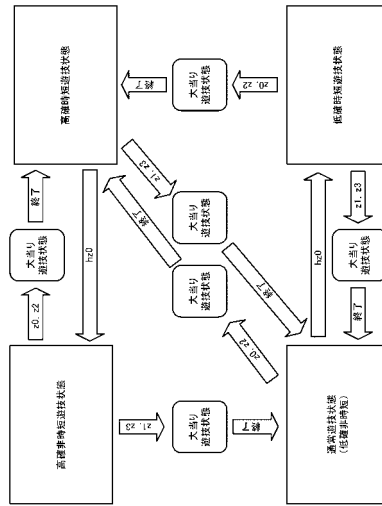 高確時短遊技状態
低確時短遊技状態
大当り
遊技状態
終了
z0, z2
終了
大当り
遊技状態
z0, z2
z1, z3
終了
hz0
大当り
遊技状態
大当り
遊技状態
終了
z0, z2
hz0
z1, z3
大当り
遊技状態
終了
高確非時短遊技状態
z1, z3
大当り
遊技状態
終了
通常遊技状態
(低確非時短)